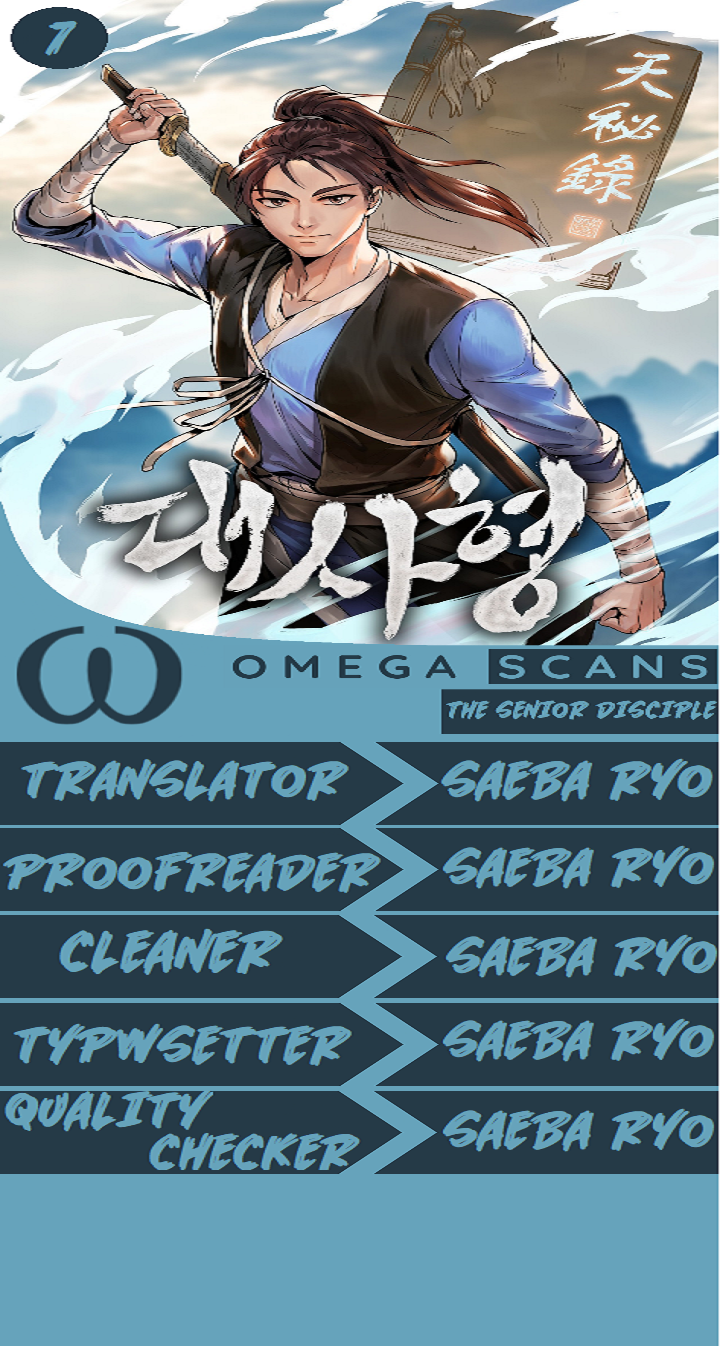 7
天
秘
錄
대사형
OMEGA SCANS
THE SENIOR DISCIPLE
TRANSLATOR SAEBA RYO
PROOFREADER SAEBA RYO
CLEANER SAEBA RYO
TYPWSETTER SAEBA RYO
QUALITY
CHECKER SAEBA RYO